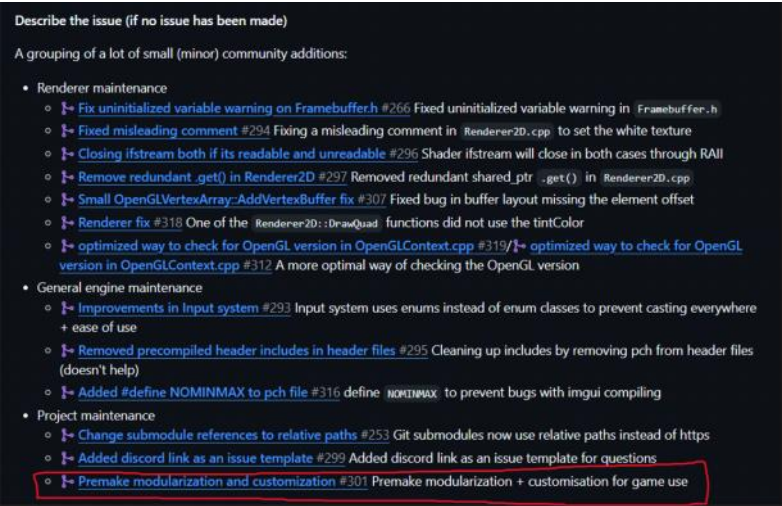 Describe the issue (if no issue has been made)
A grouping of a lot of small (minor) community additions:
Renderer maintenance
Fix uninitialized variable warning on Framebuffer.h #266 Fixed uninitialized variable warning in Framebuffer.h
Fixed misleading comment #294 Fixing a misleading comment in Renderer2D.cpp to set the white texture
Closing ifstream both if its readable and unreadable #296 Shader ifstream will close in both cases through RAII
Remove redundant .get() in Renderer2D #297 Removed redundant shared_ptr .get() in Renderer2D.cpp
Small OpenGLVertexArray::AddVertexBuffer fix #307 Fixed bug in buffer layout missing the element offset
Renderer fix #318 One of the Renderer2D::DrawQuad functions did not use the tintColor
optimized way to check for OpenGL version in OpenGLContext.cpp #319/ optimized way to check for OpenGL
version in OpenGLContext.cpp #312 A more optimal way of checking the OpenGL version
General engine maintenance
Improvements in Input system #293 Input system uses enums instead of enum classes to prevent casting everywhere
+ ease of use
Removed precompiled header includes in header files #295 Cleaning up includes by removing pch from header files
(doesn't help)
Added #define NOMINMAX to pch file #316 define NOMINMAX to prevent bugs with imgui compiling
Project maintenance
Change submodule references to relative paths #253 Git submodules now use relative paths instead of https
Added discord link as an issue template #299 Added discord link as an issue template for questions
Premake modularization and customization #301 Premake modularization + customisation for game use